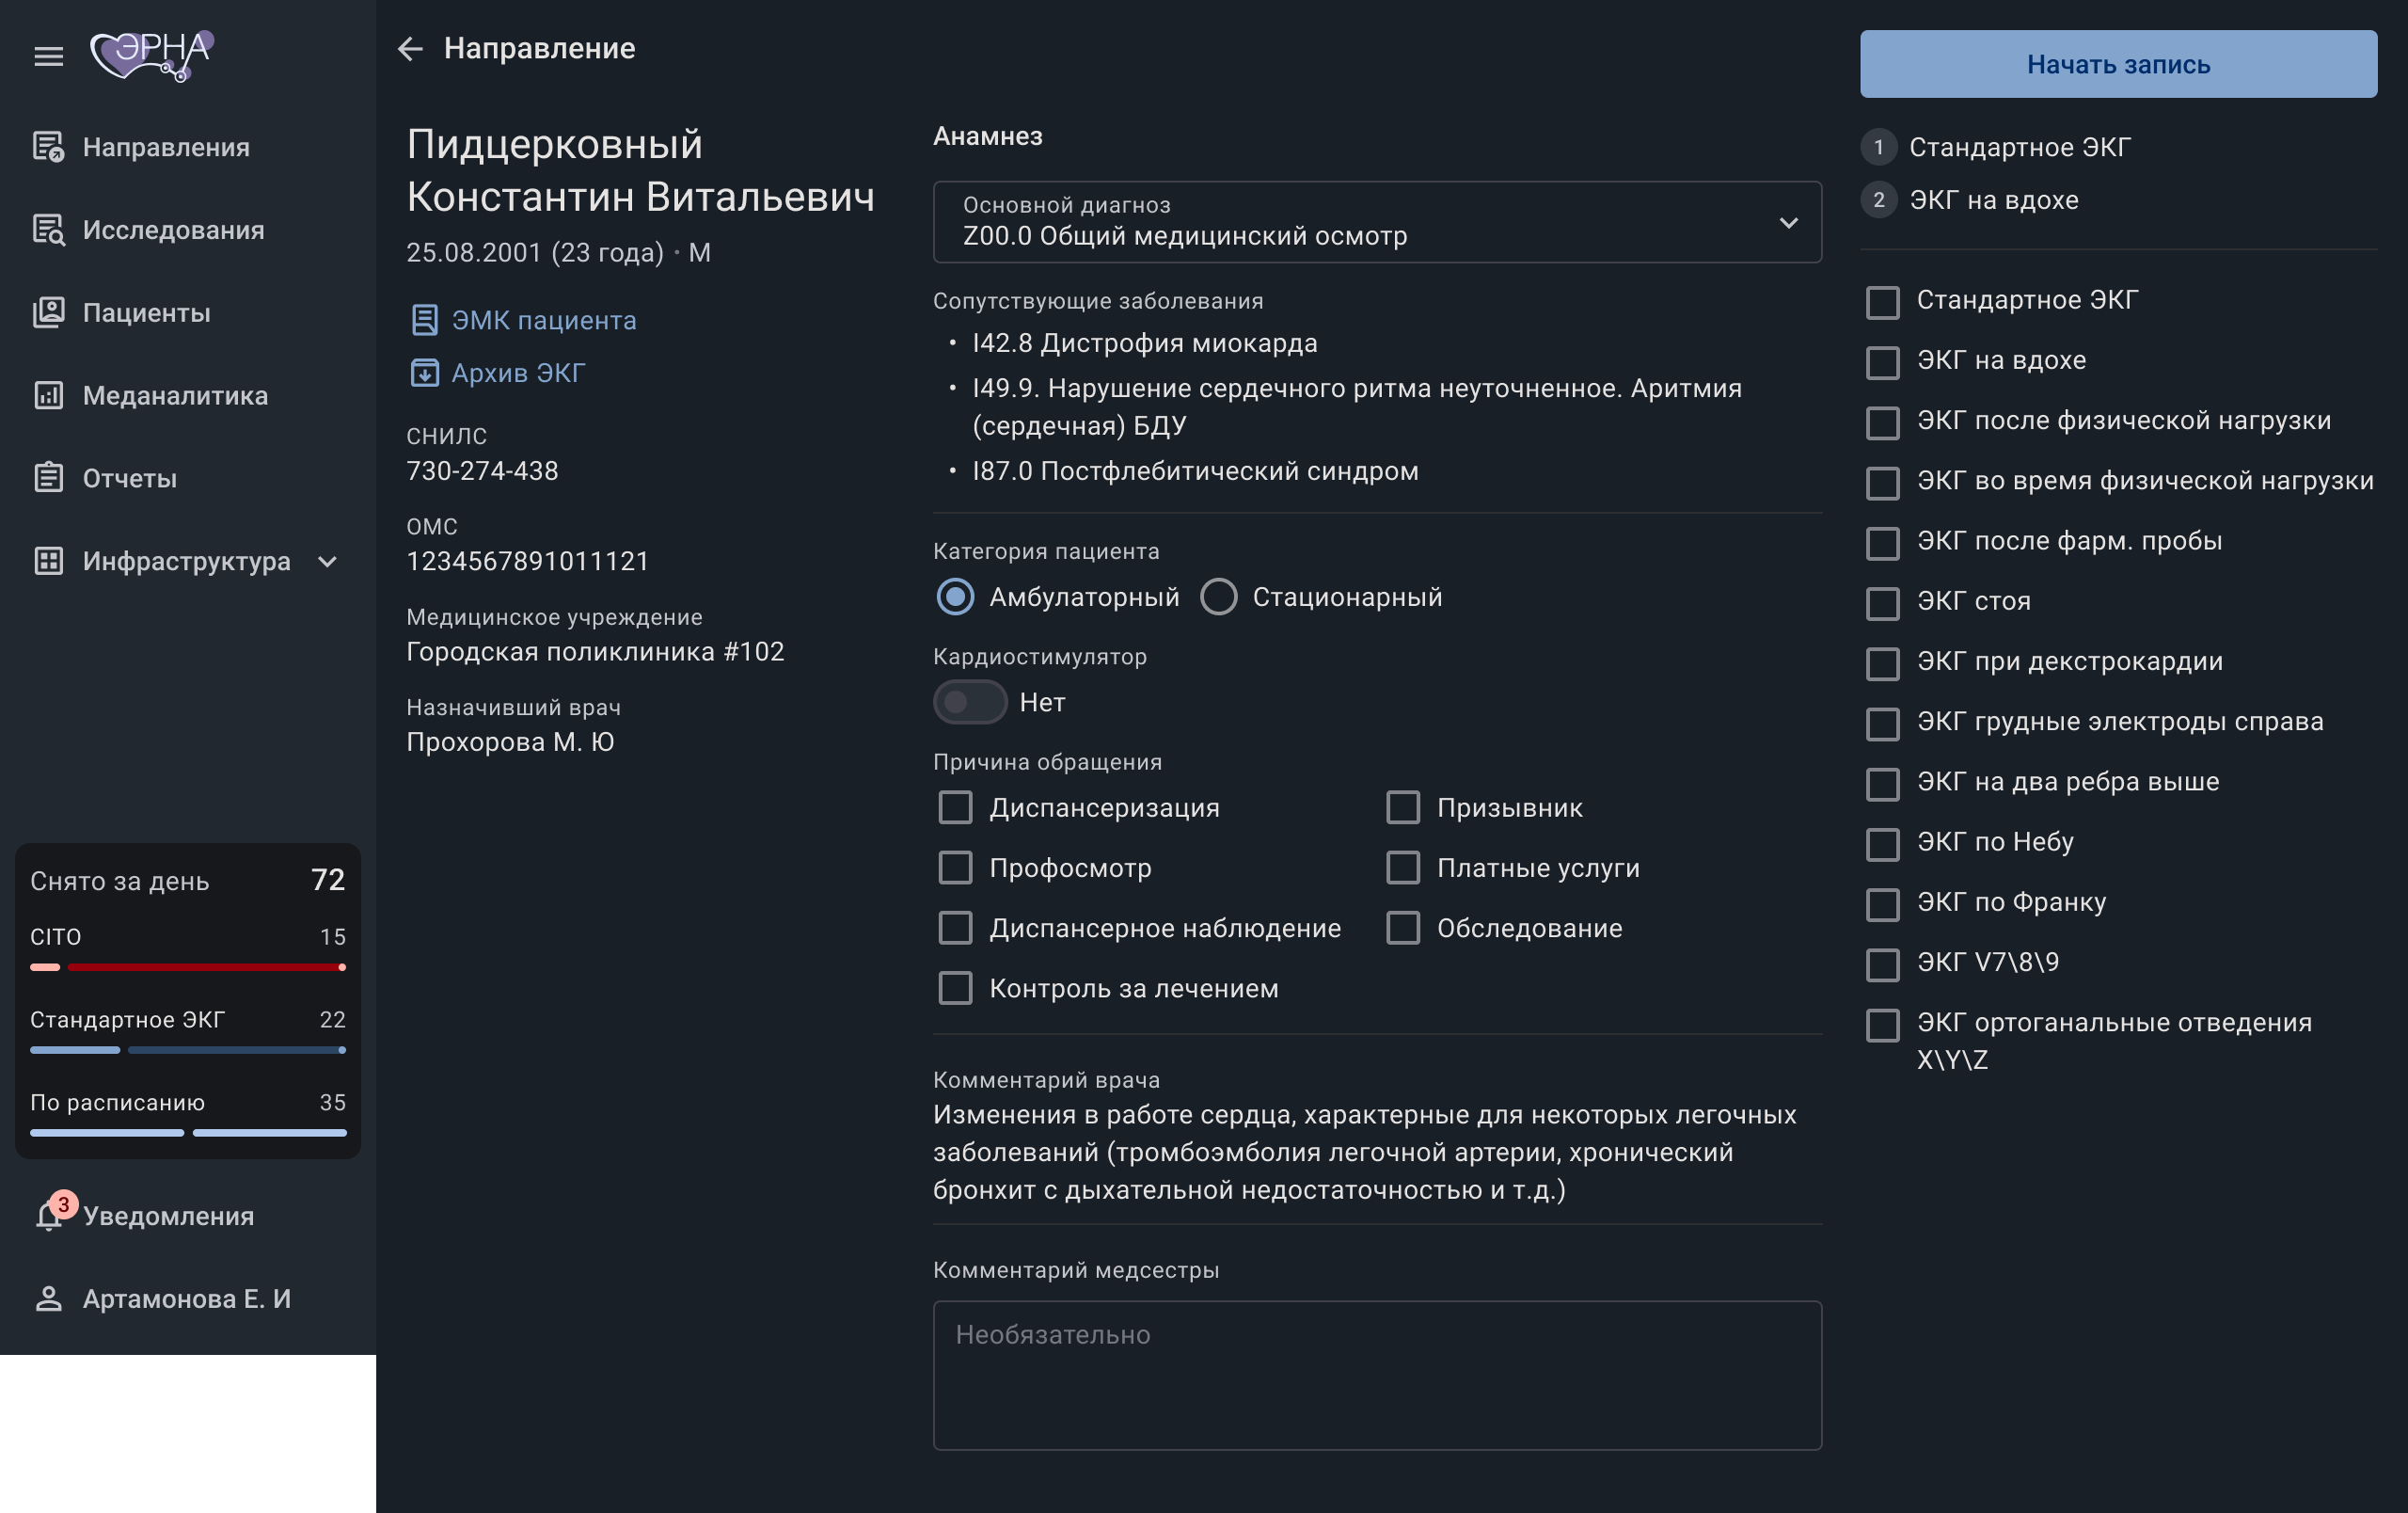 ЭРНА
Направления
Исследования
Пациенты
Меданалитика
Отчеты
Инфраструктура
Снято за день 72
CITO 15
Стандартное ЭКГ 22
По расписанию 35
3
Уведомления
Артамонова Е. И
Направление
Пидцерковный
Константин Витальевич
25.08.2001 (23 года) · М
ЭМК пациента
Архив ЭКГ
СНИЛС
730-274-438
ОМС
1234567891011121
Медицинское учреждение
Городская поликлиника #102
Назначивший врач
Прохорова М. Ю
Анамнез
Основной диагноз
Z00.0 Общий медицинский осмотр
Сопутствующие заболевания
• I42.8 Дистрофия миокарда
• I49.9. Нарушение сердечного ритма неуточненное. Аритмия
(сердечная) БДУ
• I87.0 Постфлебитический синдром
Категория пациента
Амбулаторный Стационарный
Кардиостимулятор
Нет
Причина обращения
Диспансеризация Призывник
Профосмотр Платные услуги
Диспансерное наблюдение Обследование
Контроль за лечением
Комментарий врача
Изменения в работе сердца, характерные для некоторых легочных
заболеваний (тромбоэмболия легочной артерии, хронический
бронхит с дыхательной недостаточностью и т.д.)
Комментарий медсестры
Необязательно
Начать запись
1 Стандартное ЭКГ
2 ЭКГ на вдохе
Стандартное ЭКГ
ЭКГ на вдохе
ЭКГ после физической нагрузки
ЭКГ во время физической нагрузки
ЭКГ после фарм. пробы
ЭКГ стоя
ЭКГ при декстрокардии
ЭКГ грудные электроды справа
ЭКГ на два ребра выше
ЭКГ по Небу
ЭКГ по Франку
ЭКГ V7\8\9
ЭКГ ортоганальные отведения
X\Y\Z